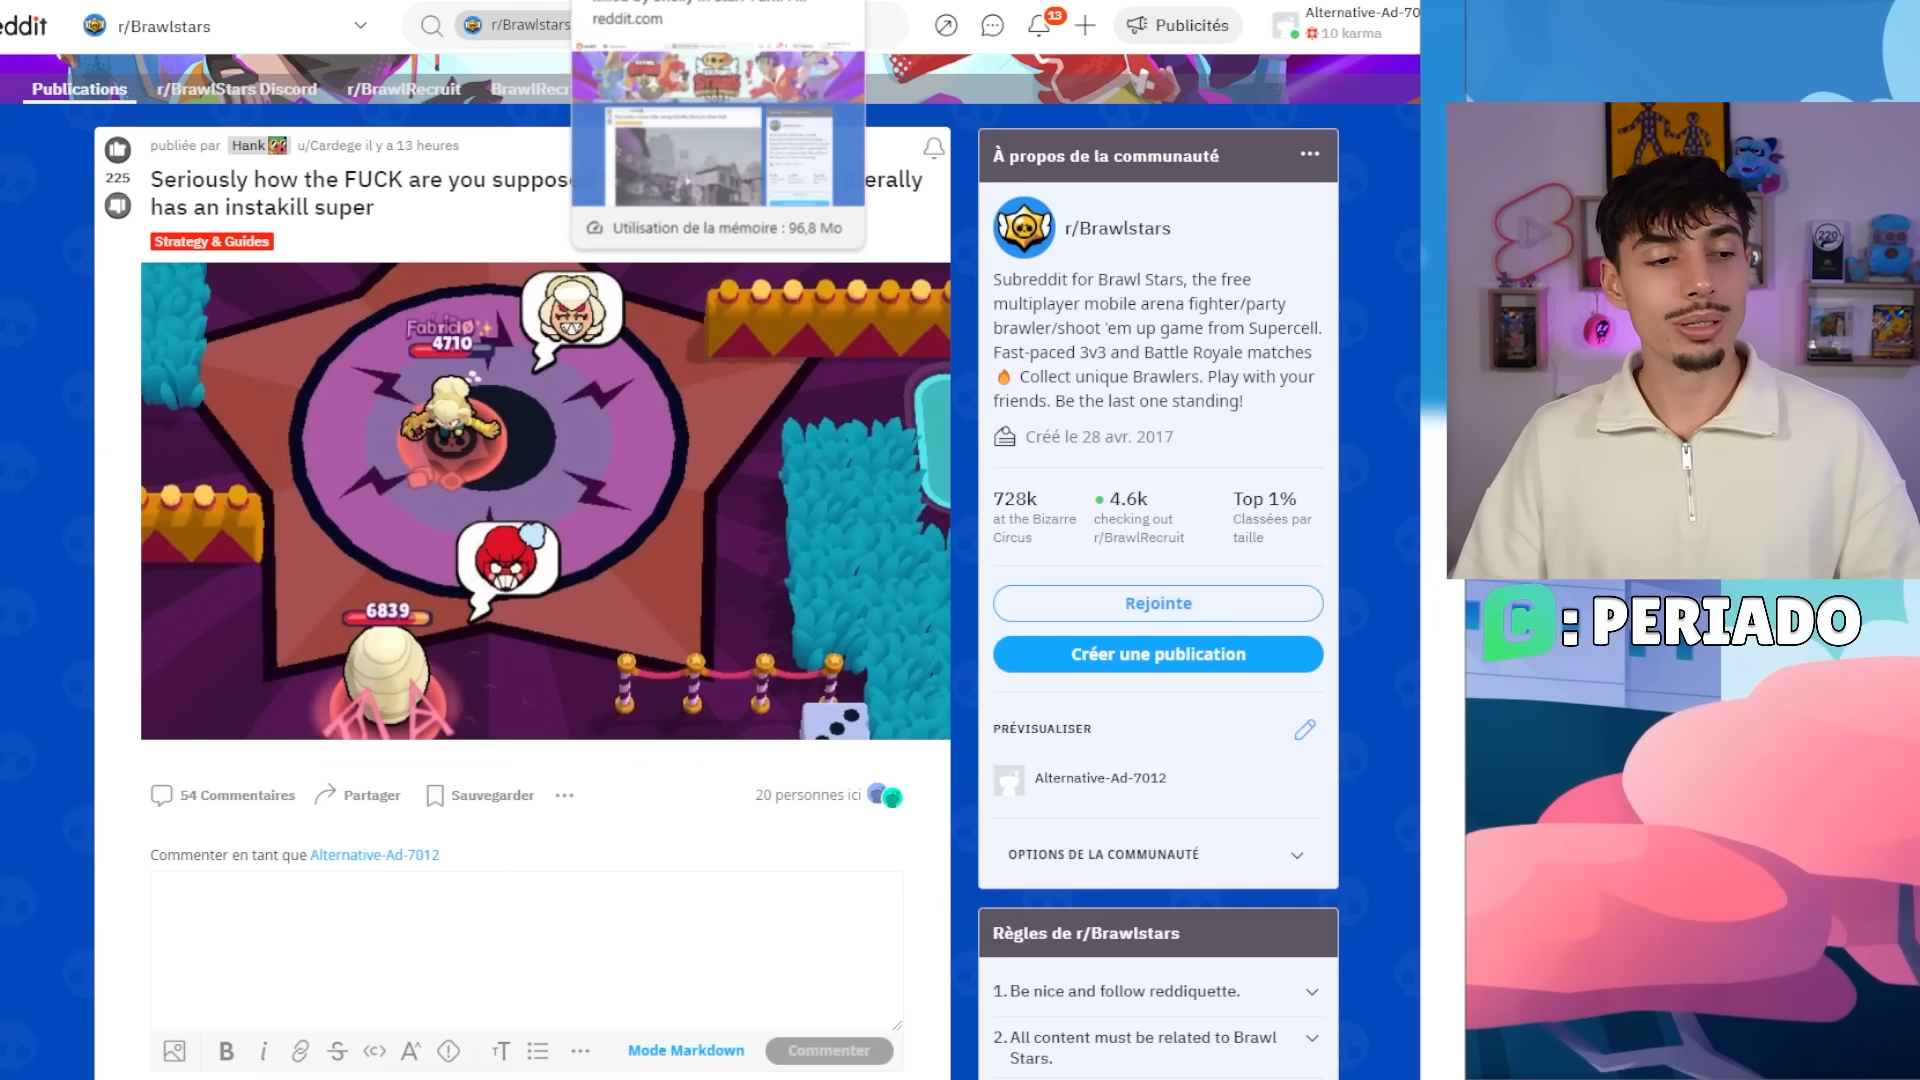 eddit
r/Brawlstars
r/Brawlstars
reddit.com
13
Publicités
Alternative-Ad-70
10 karma
Publications
r/BrawlStars Discord
r/BrawlRecruit
BrawlRecr
publiée par
Hank
u/Cardege il y a 13 heures
225
Seriously how the FUCK are you suppos
erally
has an instakill super
Strategy & Guides
Utilisation de la mémoire : 96,8 Mo
Fabrici0
4710
6839
54 Commentaires
Partager
Sauvegarder
20 personnes ici
Commenter en tant que Alternative-Ad-7012
Mode Markdown
Commenter
À propos de la communauté
r/Brawlstars
Subreddit for Brawl Stars, the free
multiplayer mobile arena fighter/party
brawler/shoot 'em up game from Supercell.
Fast-paced 3v3 and Battle Royale matches
🔥 Collect unique Brawlers. Play with your
friends. Be the last one standing!
Créé le 28 avr. 2017
728k
at the Bizarre
Circus
4.6k
checking out
r/BrawlRecruit
Top 1%
Classées par
taille
Rejointe
Créer une publication
PRÉVISUALISER
Alternative-Ad-7012
OPTIONS DE LA COMMUNAUTÉ
Règles de r/Brawlstars
1. Be nice and follow reddiquette.
2. All content must be related to Brawl
Stars.
220
C : PERIADO